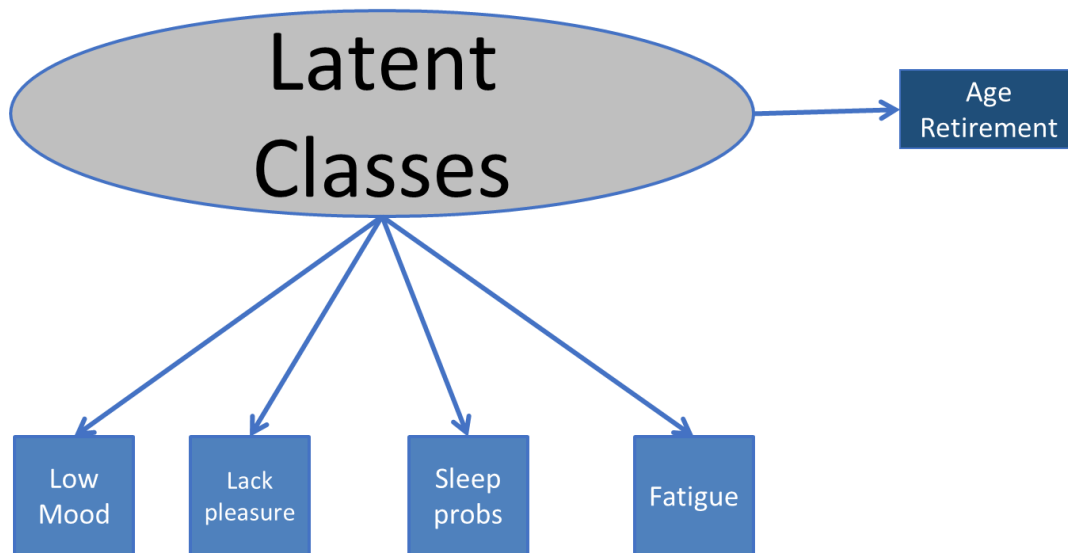 Latent
Classes
Age
Retirement
Low
Mood
Lack
pleasure
Sleep
probs
Fatigue